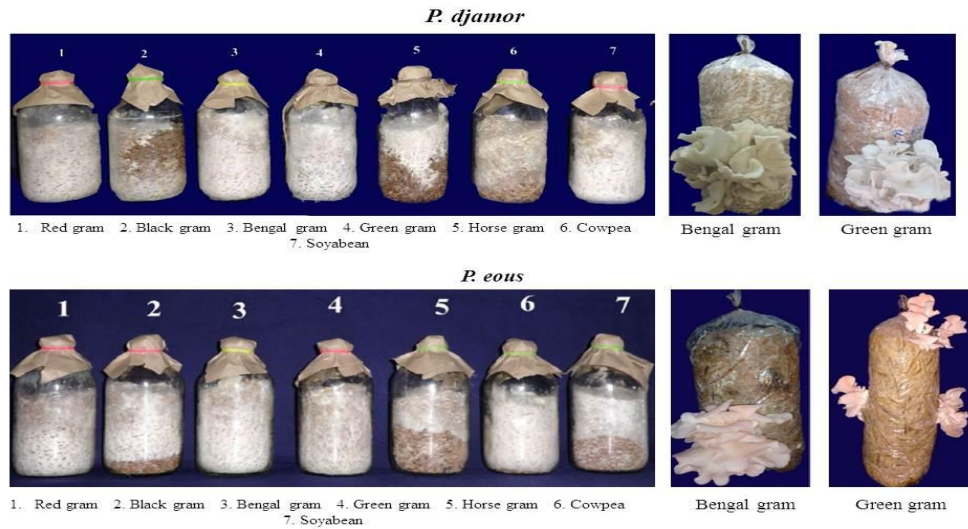 P. djamor
1 2 3 4 5 6 7
1. Red gram 2. Black gram 3. Bengal gram 4. Green gram 5. Horse gram 6. Cowpea
7. Soyabean
Bengal gram
Green gram
P. eous
1 2 3 4 5 6 7
1. Red gram 2. Black gram 3. Bengal gram 4. Green gram 5. Horse gram 6. Cowpea
7. Soyabean
Bengal gram
Green gram